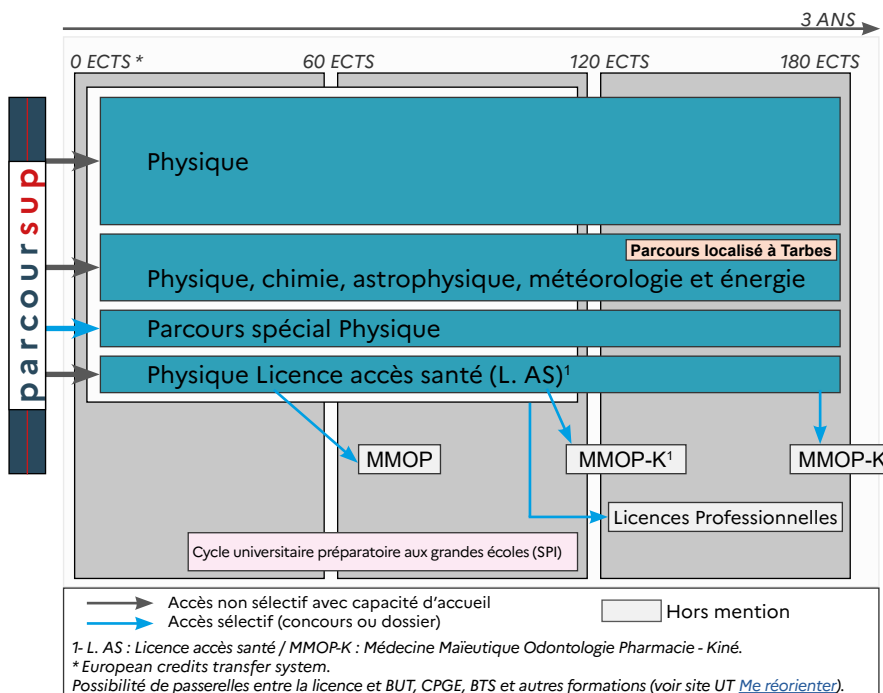 3 ANS
0 ECTS *
60 ECTS
120 ECTS
180 ECTS
parcoursup
Physique
Parcours localisé à Tarbes
Physique, chimie, astrophysique, météorologie et énergie
Parcours spécial Physique
Physique Licence accès santé (L. AS)¹
MMOP
MMOP-K¹
MMOP-K
Licences Professionnelles
Cycle universitaire préparatoire aux grandes écoles (SPI)
Accès non sélectif avec capacité d'accueil
Accès sélectif (concours ou dossier)
Hors mention
1- L. AS : Licence accès santé / MMOP-K : Médecine Maïeutique Odontologie Pharmacie - Kiné.
* European credits transfer system.
Possibilité de passerelles entre la licence et BUT, CPGE, BTS et autres formations (voir site UT Me réorienter).